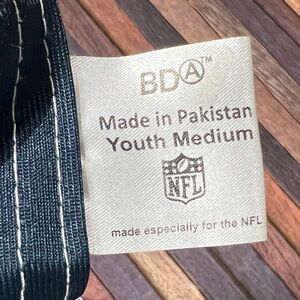 BDA™
Made in Pakistan
Youth Medium
NFL
made especially for the NFL